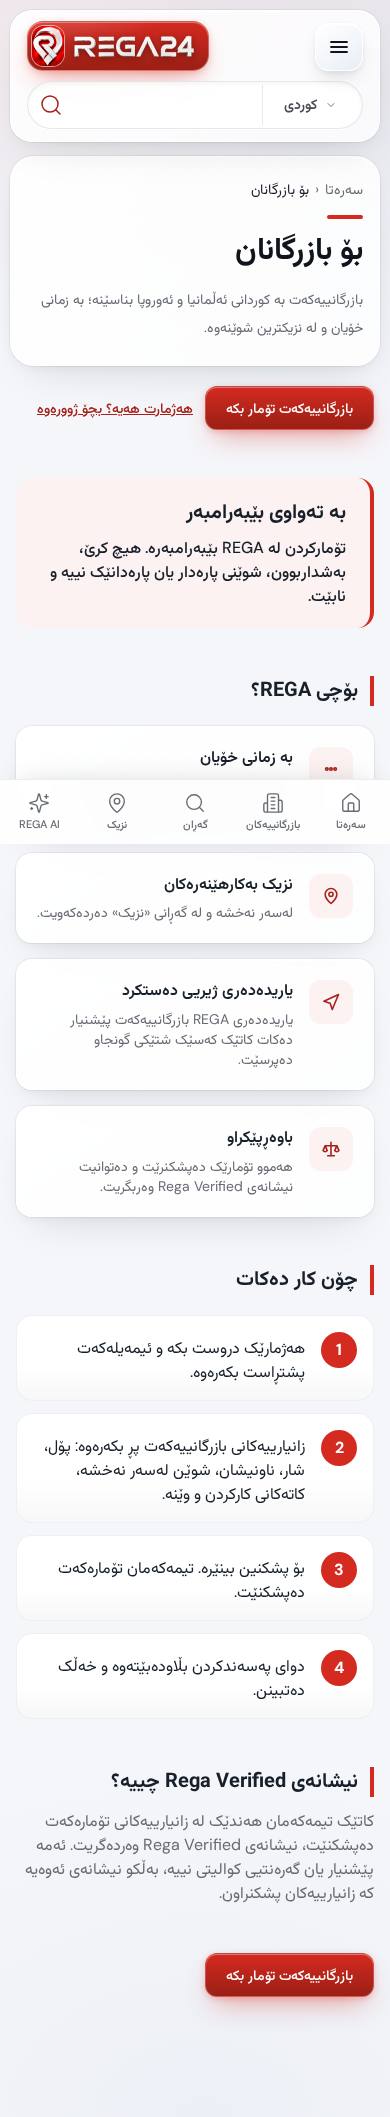 REGA24
کوردی
سەرەتا › بۆ بازرگانان
بۆ بازرگانان
بازرگانییەکەت بە کوردانی ئەڵمانیا و ئەوروپا بناسێنە؛ بە زمانی
خۆیان و لە نزیکترین شوێنەوە.
بازرگانییەکەت تۆمار بکە
هەژمارت هەیە؟ بچۆ ژوورەوە
بە تەواوی بێبەرامبەر
تۆمارکردن لە REGA بێبەرامبەرە. هیچ کرێ،
بەشداربوون، شوێنی پارەدار یان پارەدانێک نییە و
نابێت.
بۆچی REGA؟
بە زمانی خۆیان
سەرەتا
بازرگانییەکان
گەڕان
نزیک
REGA AI
نزیک بەکارهێنەرەکان
لەسەر نەخشە و لە گەڕانی «نزیک» دەردەکەویت.
یاریدەدەری ژیریی دەستکرد
یاریدەدەری REGA بازرگانییەکەت پێشنیار
دەکات کاتێک کەسێک شتێکی گونجاو
دەپرسێت.
باوەڕپێکراو
هەموو تۆمارێک دەپشکنرێت و دەتوانیت
نیشانەی Rega Verified وەربگریت.
چۆن کار دەکات
1 هەژمارێک دروست بکە و ئیمەیلەکەت
پشتڕاست بکەرەوە.
2 زانیارییەکانی بازرگانییەکەت پڕ بکەرەوە: پۆل،
شار، ناونیشان، شوێن لەسەر نەخشە،
کاتەکانی کارکردن و وێنە.
3 بۆ پشکنین بینێرە. تیمەکەمان تۆمارەکەت
دەپشکنێت.
4 دوای پەسەندکردن بڵاودەبێتەوە و خەڵک
دەتبینن.
نیشانەی Rega Verified چییە؟
کاتێک تیمەکەمان هەندێک لە زانیارییەکانی تۆمارەکەت
دەپشکنێت، نیشانەی Rega Verified وەردەگریت. ئەمە
پێشنیار یان گەرەنتیی کوالیتی نییە، بەڵکو نیشانەی ئەوەیە
کە زانیارییەکان پشکنراون.
بازرگانییەکەت تۆمار بکە